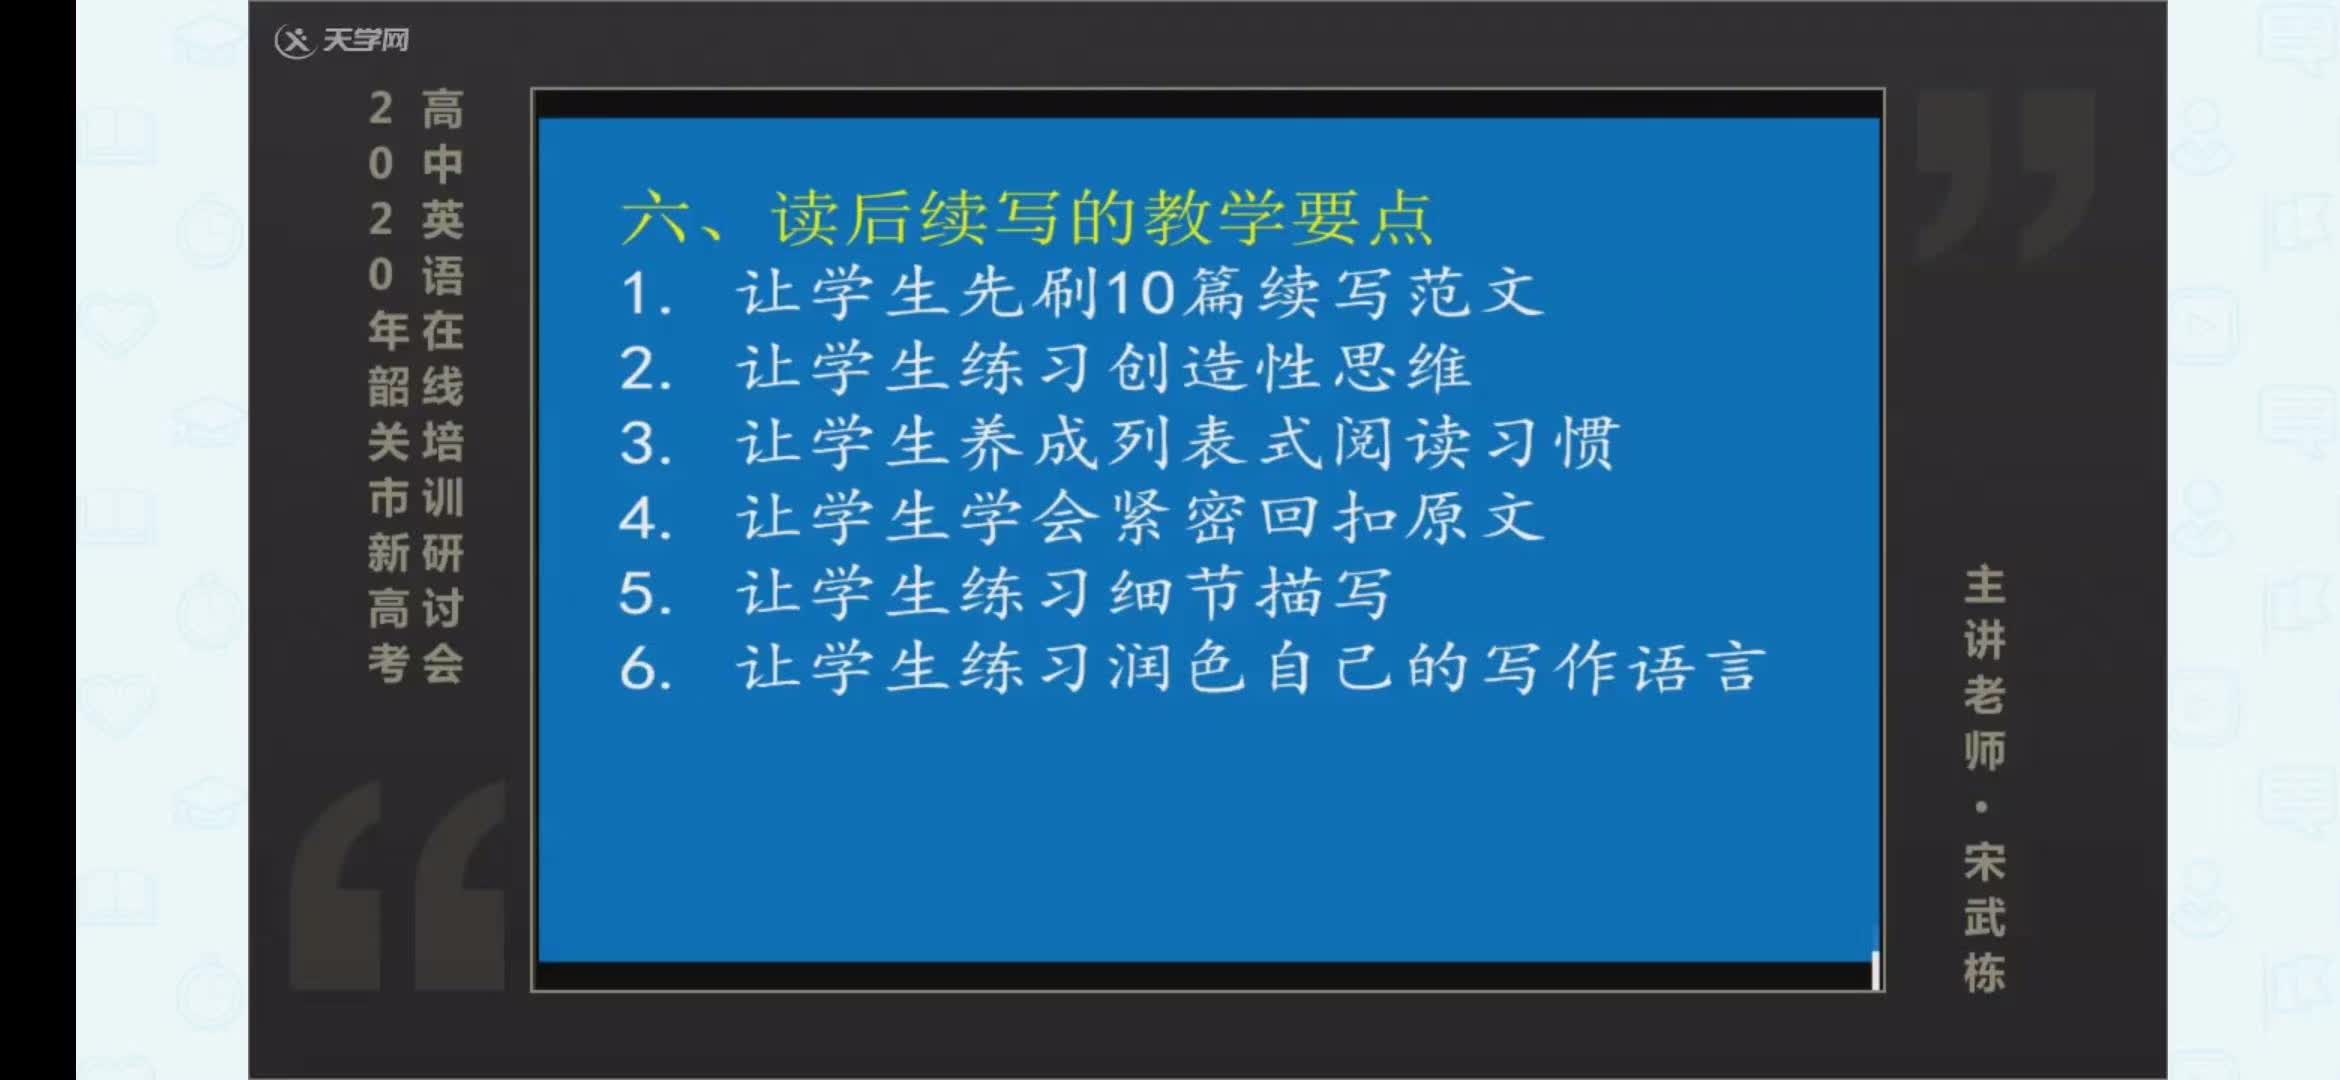 天学网
2020年韶关市新高考
高中英语在线培训研讨会
六、读后续写的教学要点
1. 让学生先刷10篇续写范文
2. 让学生练习创造性思维
3. 让学生养成列表式阅读习惯
4. 让学生学会紧密回扣原文
5. 让学生练习细节描写
6. 让学生练习润色自己的写作语言
主讲老师·宋武栋